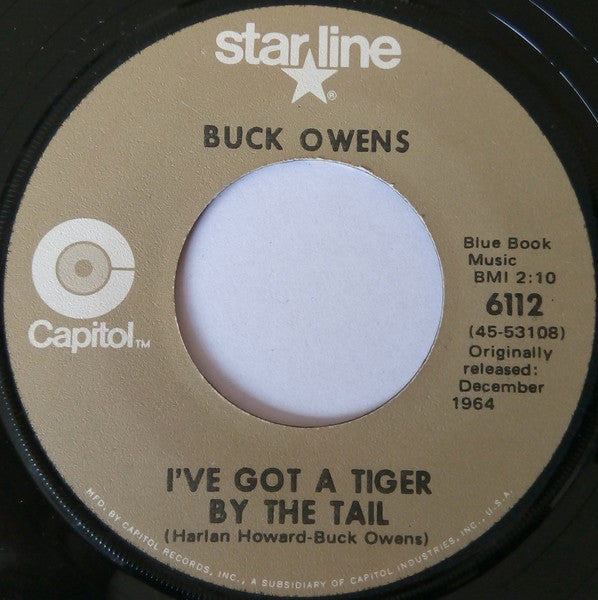 starline
®
BUCK OWENS
Capitol TM
Blue Book
Music
BMI 2:10
6112
(45-53108)
Originally
released:
December
1964
I'VE GOT A TIGER
BY THE TAIL
(Harlan Howard-Buck Owens)
MFD. BY CAPITOL RECORDS, INC., A SUBSIDIARY OF CAPITOL INDUSTRIES, INC., U.S.A.